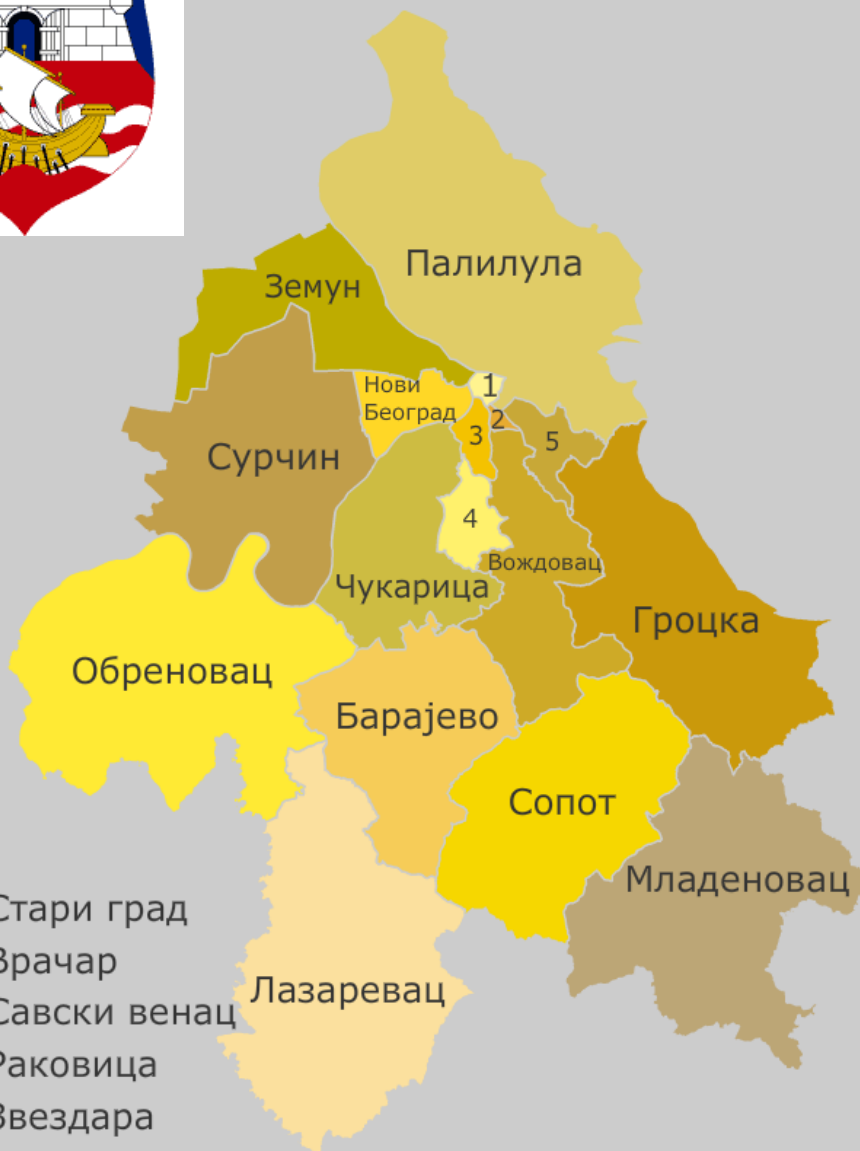 Палилула
Земун
Нови
Београд
1
2
3
5
Сурчин
4
Вождовац
Чукарица
Гроцка
Обреновац
Барајево
Сопот
Младеновац
Стари град
Врачар
Савски венац
Лазаревац
Раковица
Звездара